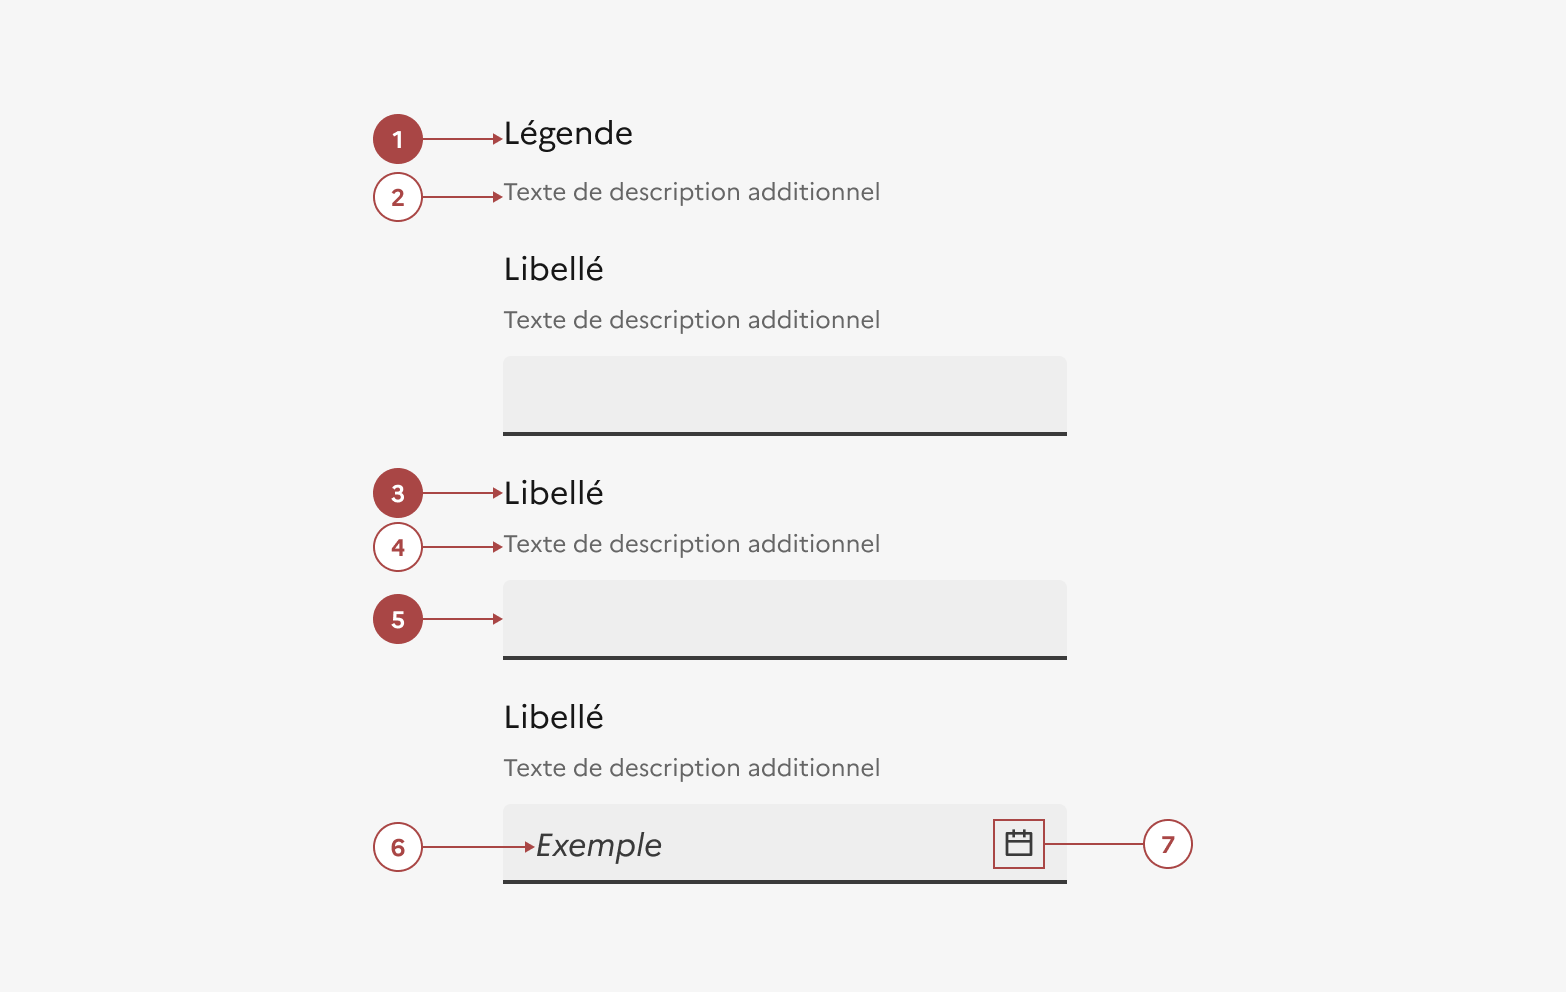 1 Légende
2 Texte de description additionnel
Libellé
Texte de description additionnel
3 Libellé
4 Texte de description additionnel
5
Libellé
Texte de description additionnel
6 Exemple 7